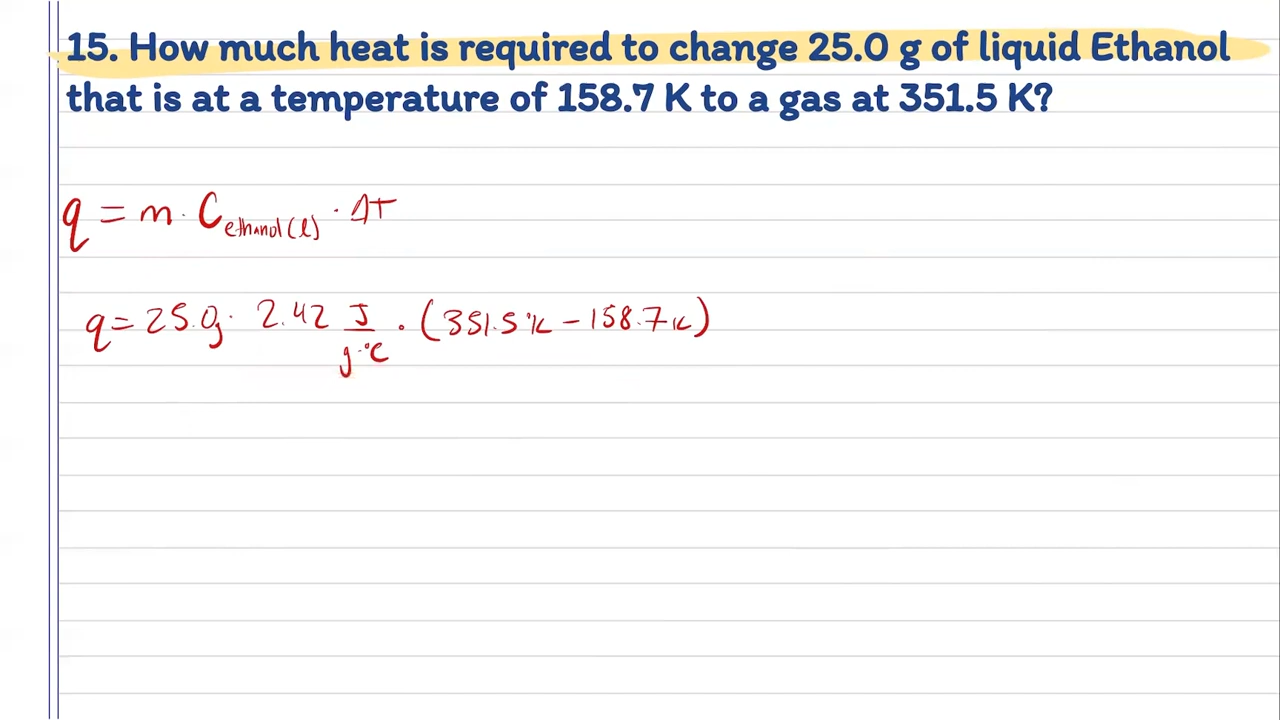 15. How much heat is required to change 25.0 g of liquid Ethanol
that is at a temperature of 158.7 K to a gas at 351.5 K?
q = m · C ethanol(l) · ΔT
q = 25.0g · 2.42 J/g·°C · (351.5 K − 158.7 K)